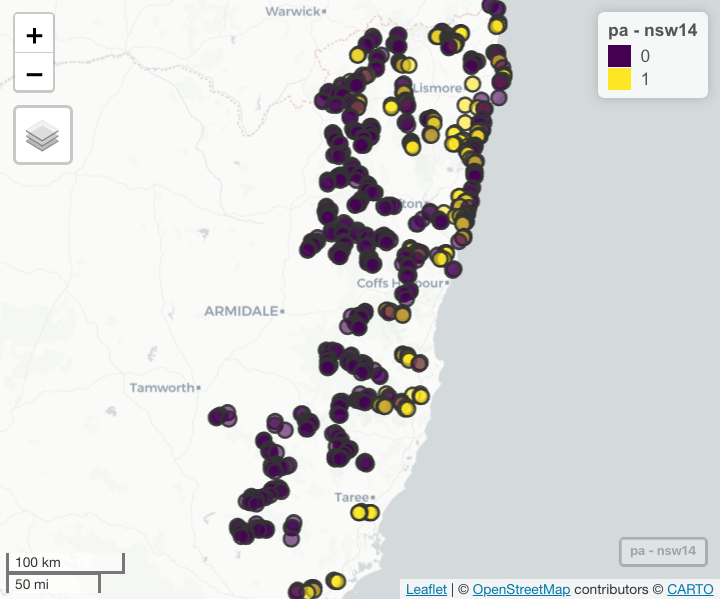 Warwick
+
−
pa - nsw14
0
1
Lismore
Coffs H
bour
ARMIDALE
Tamworth
Taree
pa - nsw14
100 km
50 mi
Leaflet | © OpenStreetMap contributors © CARTO